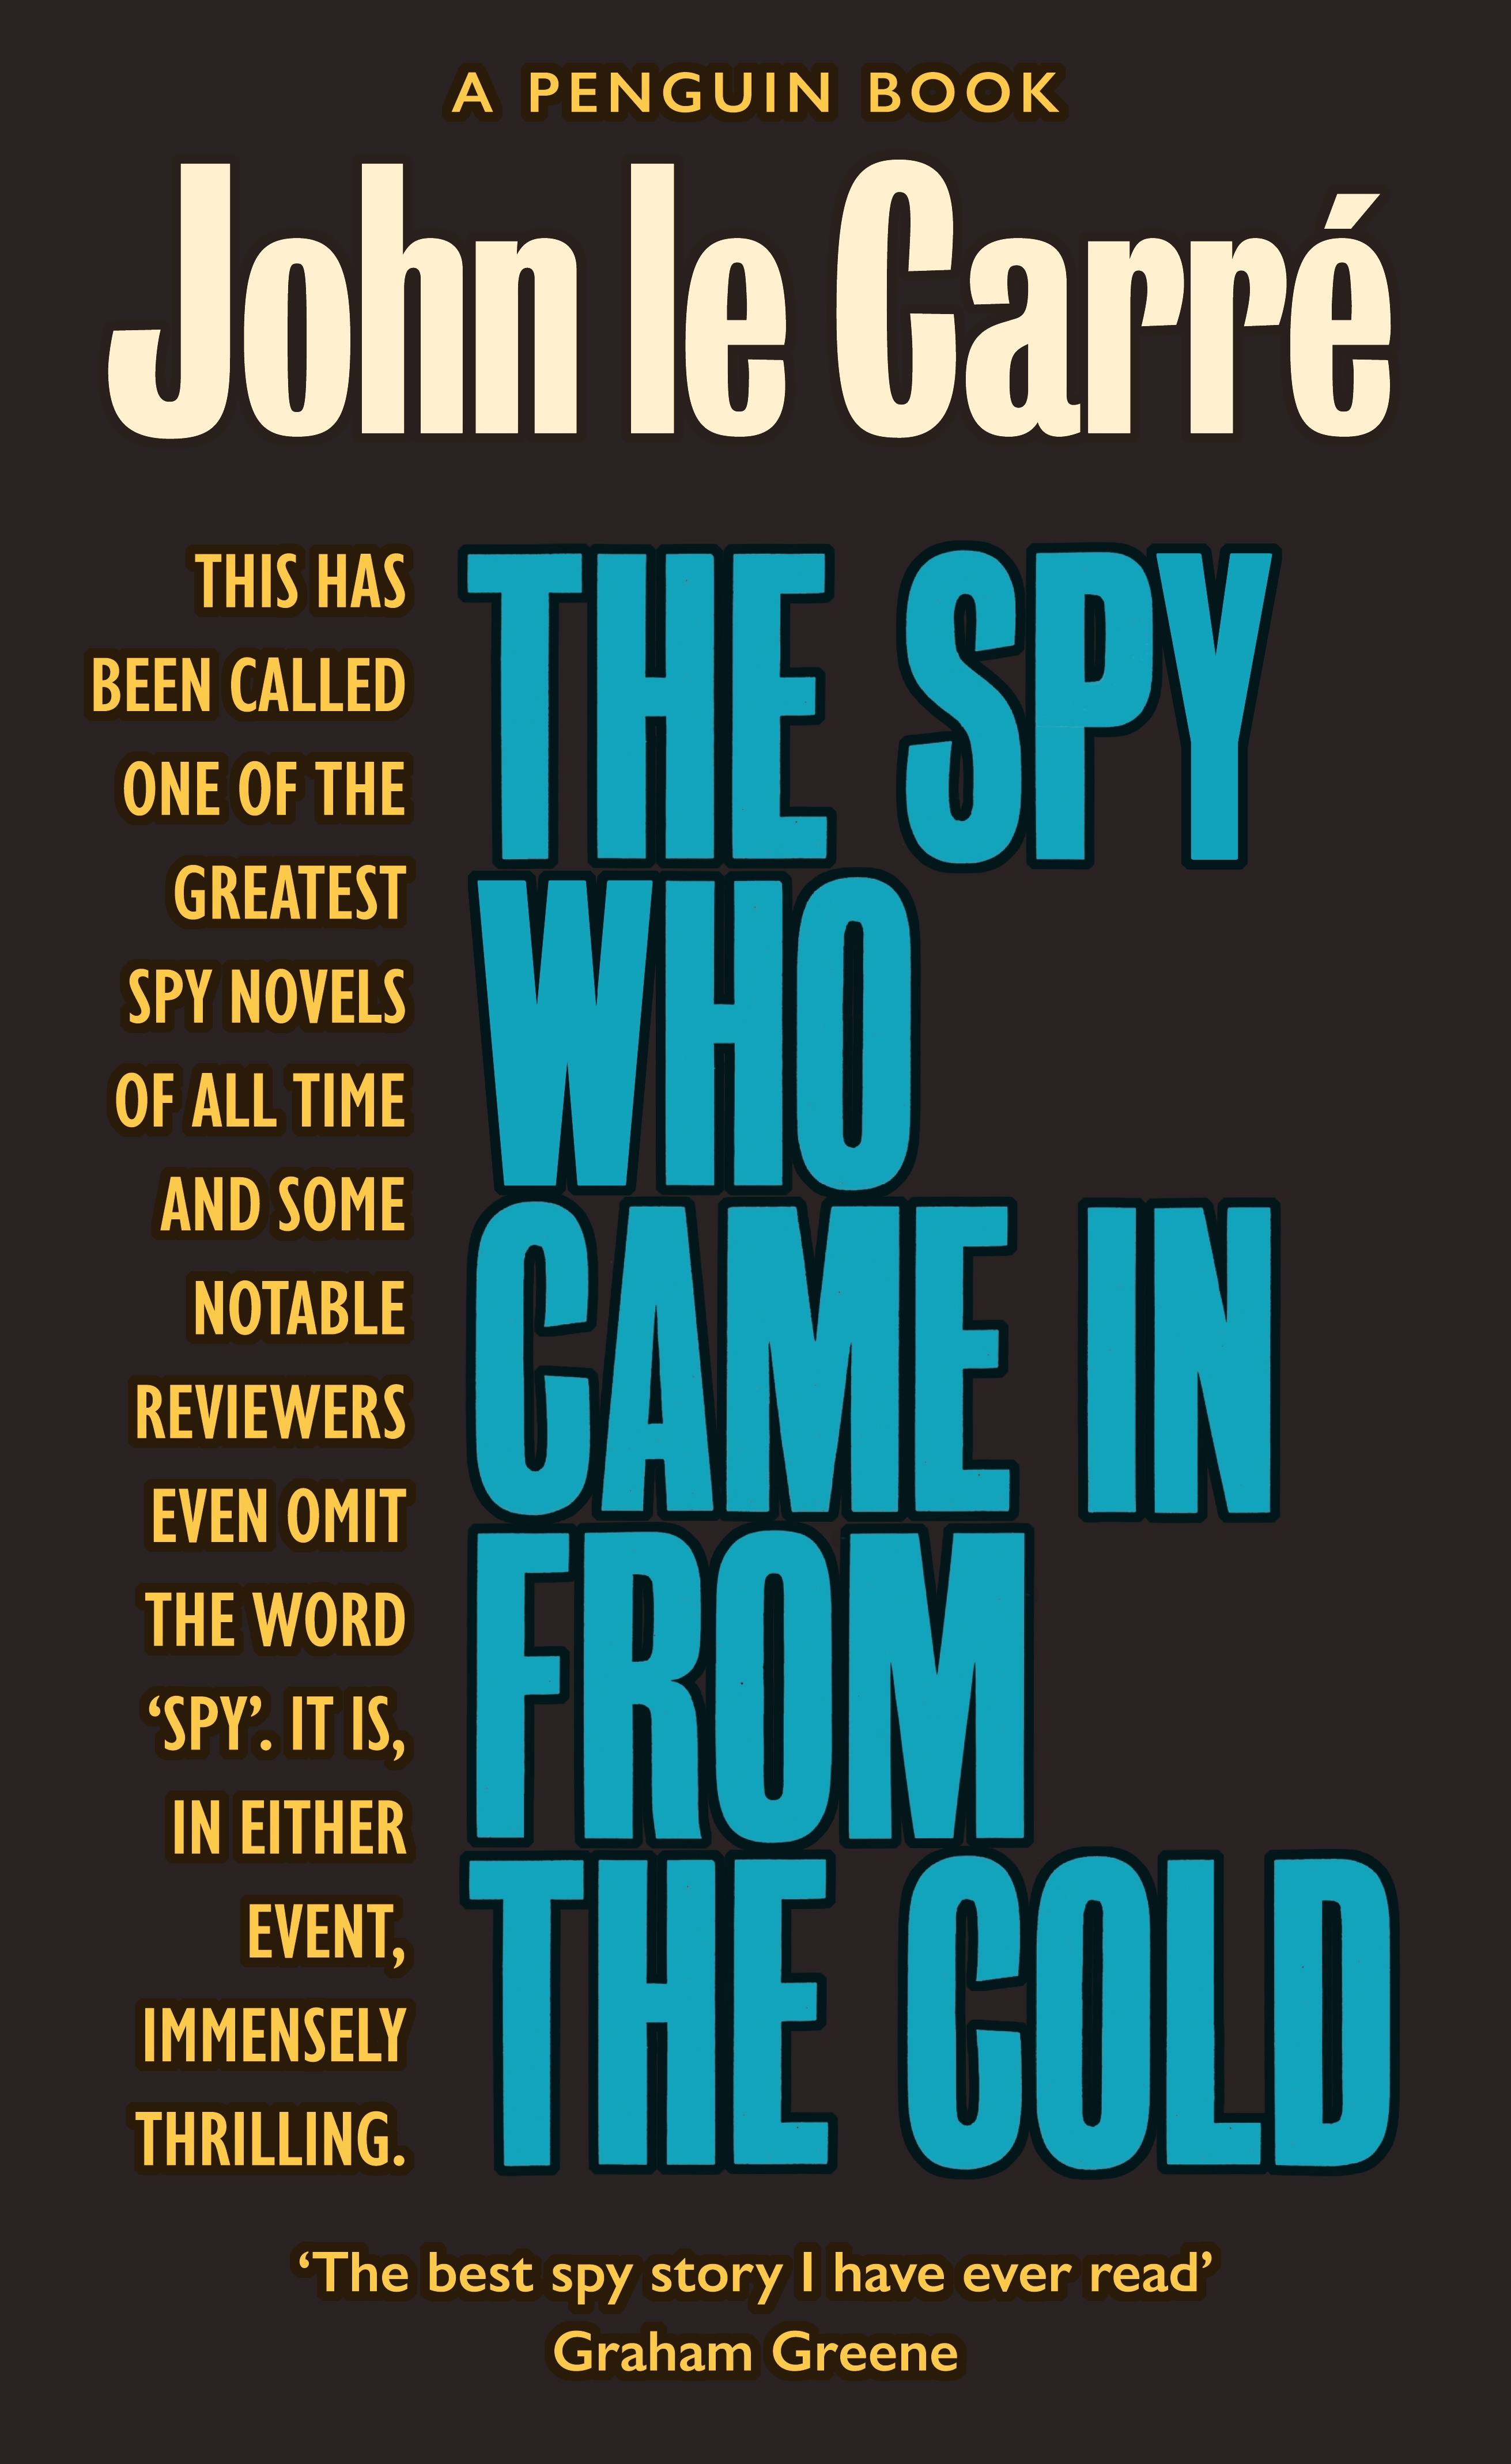 A PENGUIN BOOK
John le Carré
THIS HAS
BEEN CALLED
ONE OF THE
GREATEST
SPY NOVELS
OF ALL TIME
AND SOME
NOTABLE
REVIEWERS
EVEN OMIT
THE WORD
‘SPY’. IT IS,
IN EITHER
EVENT,
IMMENSELY
THRILLING.
THE SPY
WHO
CAME IN
FROM
THE COLD
‘The best spy story I have ever read’
Graham Greene